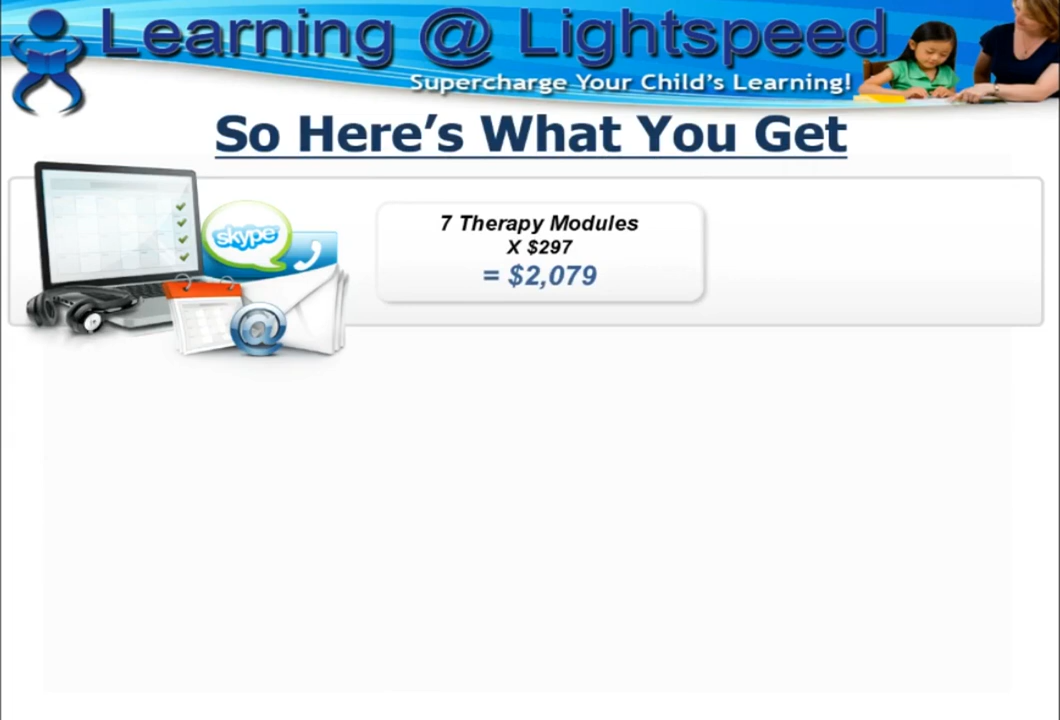 Learning @ Lightspeed
Supercharge Your Child's Learning!
So Here's What You Get
skype
7 Therapy Modules
X $297
= $2,079
@